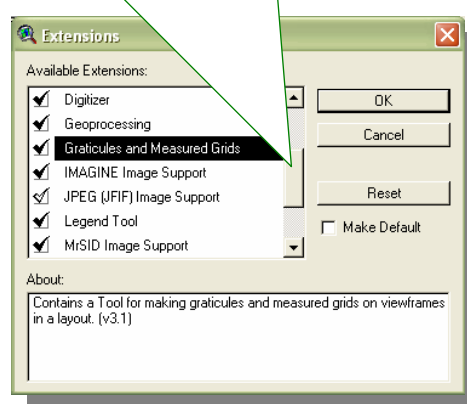 Extensions
Available Extensions:
Digitizer
OK
Geoprocessing
Cancel
Graticules and Measured Grids
IMAGINE Image Support
JPEG (JFIF) Image Support
Reset
Legend Tool
Make Default
MrSID Image Support
About:
Contains a Tool for making graticules and measured grids on viewframes
in a layout. (v3.1)